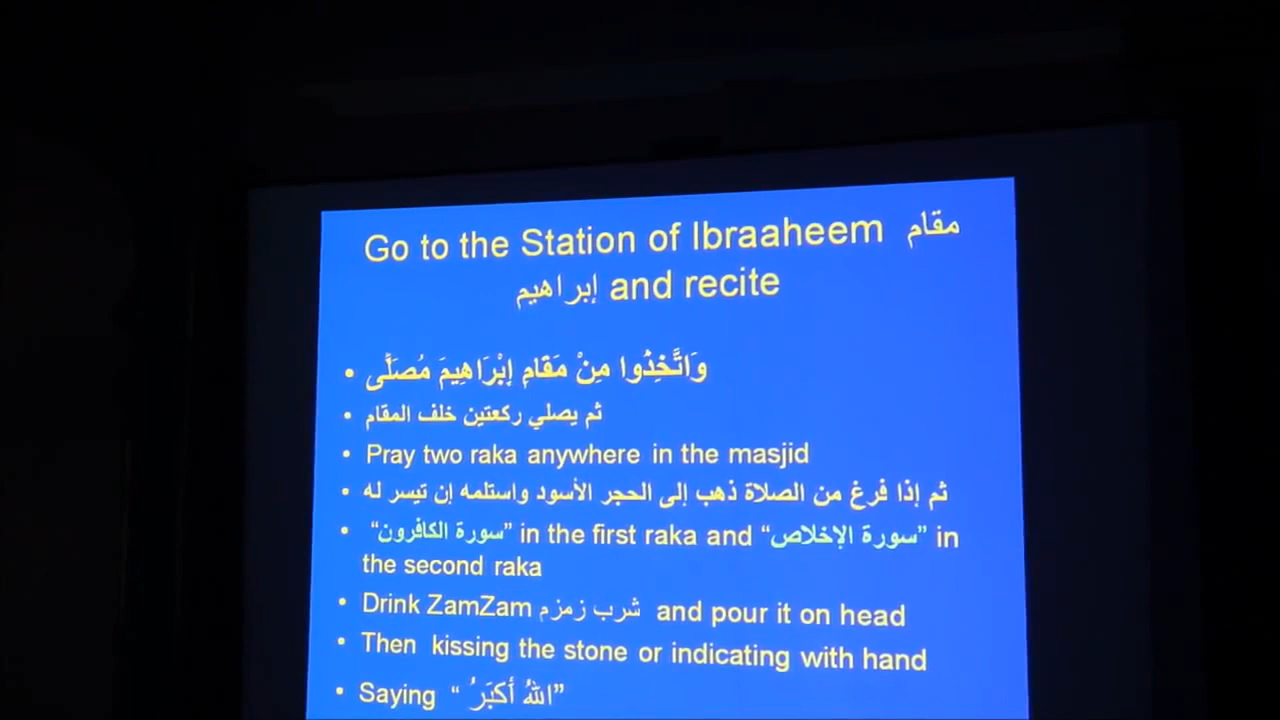 Go to the Station of Ibraaheem مقام
إبراهيم and recite
• وَاتَّخِذُوا مِنْ مَقَامِ إِبْرَاهِيمَ مُصَلًّى
• ثم يصلي ركعتين خلف المقام
• Pray two raka anywhere in the masjid
• ثم إذا فرغ من الصلاة ذهب إلى الحجر الأسود واستلمه إن تيسر له
• “سورة الكافرون” in the first raka and “سورة الإخلاص” in
the second raka
• Drink ZamZam شرب زمزم and pour it on head
• Then kissing the stone or indicating with hand
• Saying “ اللهُ أَكبَرُ”